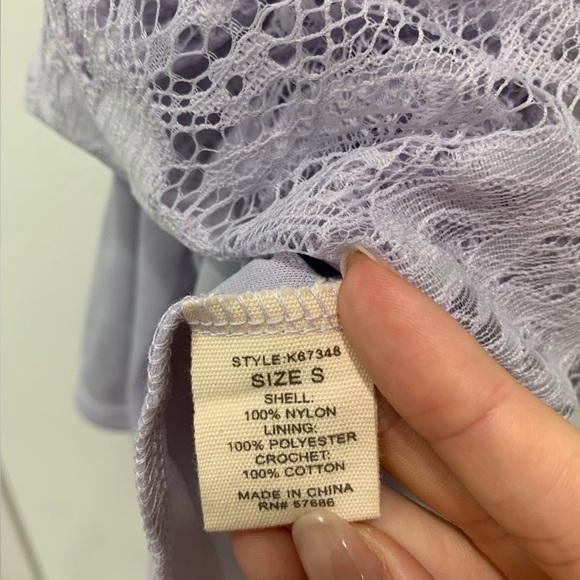 STYLE:K67348
SIZE S
SHELL:
100% NYLON
LINING:
100% POLYESTER
CROCHET:
100% COTTON
MADE IN CHINA
RN# 57686